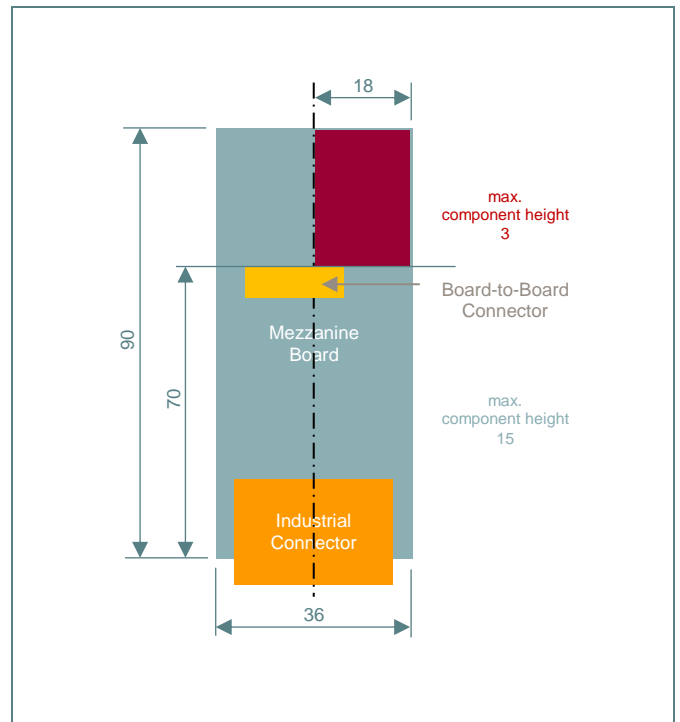 18
max.
component height
3
Board-to-Board
Connector
Mezzanine
Board
90
70
max.
component height
15
Industrial
Connector
36